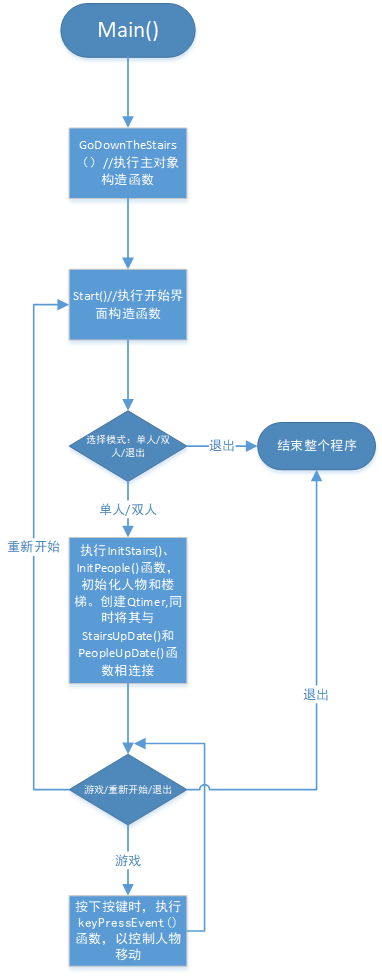 Main()
GoDownTheStairs
（）//执行主对象
构造函数
Start()//执行开始界
面构造函数
选择模式：单人/双
人/退出
退出
结束整个程序
单人/双人
执行InitStairs()、
InitPeople()函数，
初始化人物和楼
梯。创建Qtimer,同
时将其与
StairsUpDate()和
PeopleUpDate()函
数相连接
重新开始
退出
游戏/重新开始/退出
游戏
按下按键时，执行
keyPressEvent()
函数，以控制人物
移动